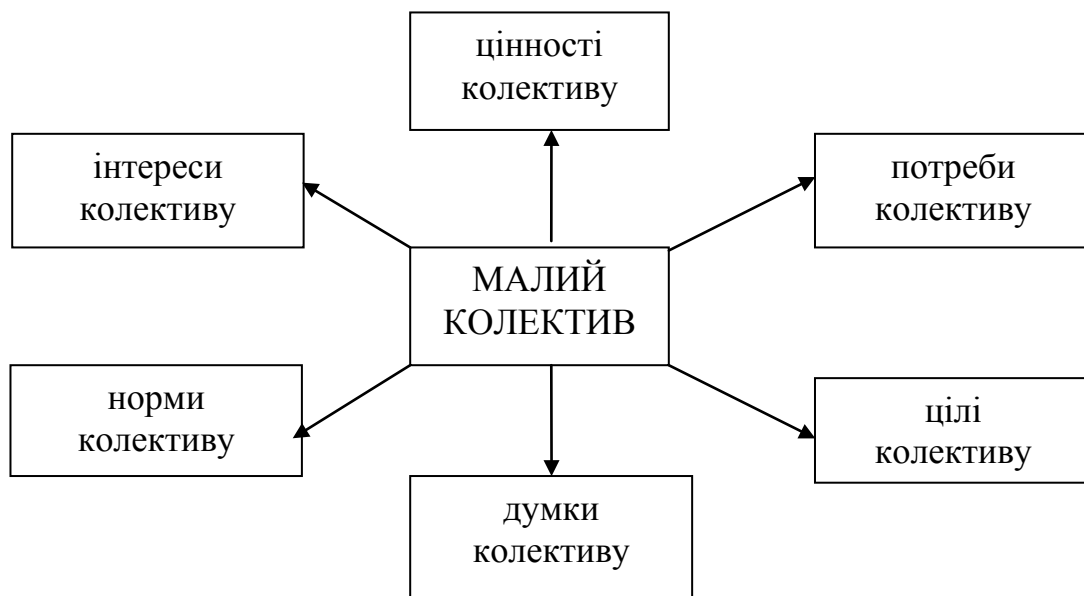 цінності
колективу
інтереси
колективу
потреби
колективу
МАЛИЙ
КОЛЕКТИВ
норми
колективу
цілі
колективу
думки
колективу